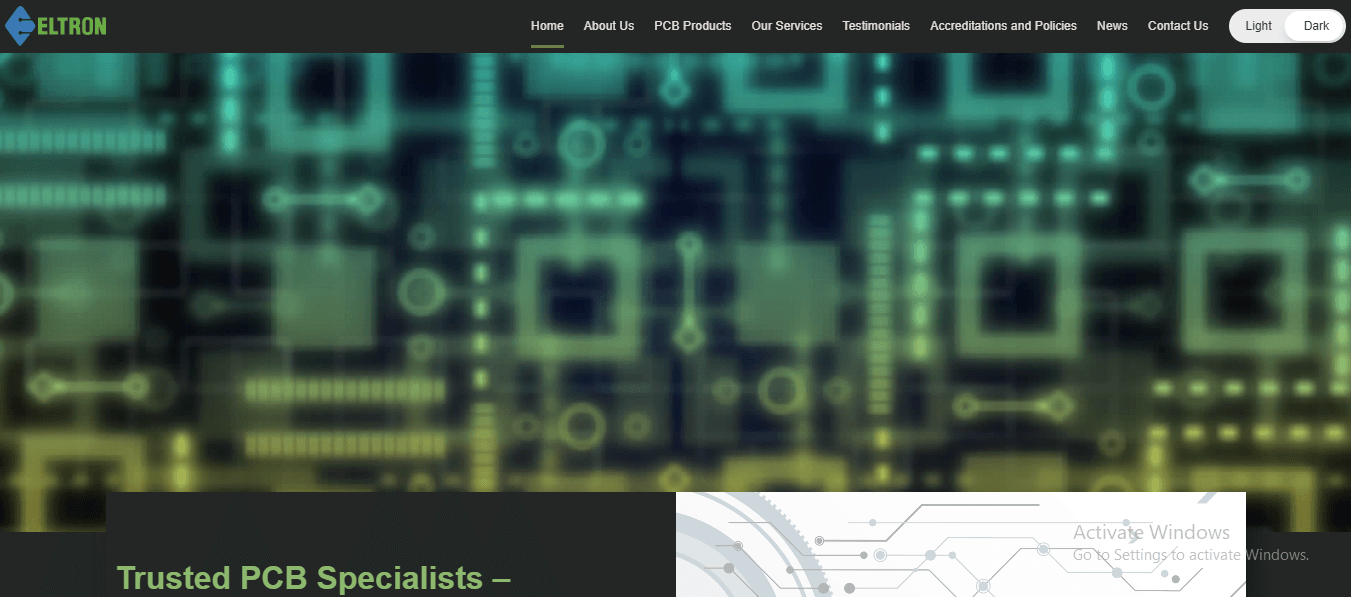 ELTRON
Home About Us PCB Products Our Services Testimonials Accreditations and Policies News Contact Us Light Dark
Trusted PCB Specialists –
Activate Windows
Go to Settings to activate Windows.